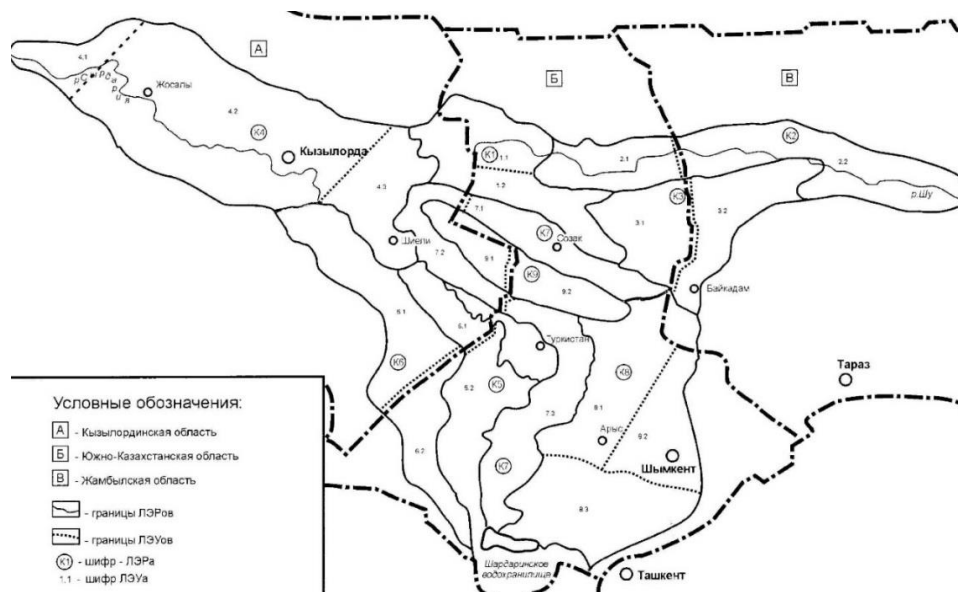 А
Б
В
4.1
р.Сырдария
Жосалы
4.2
К4
Кызылорда
4.3
К1
1.1
1.2
2.1
К2
2.2
р.Шу
К3
3.1
3.2
7.1
К7
Созак
Шиели
7.2
9.1
К9
9.2
Байкадам
5.1
К6
Туркистан
5.2
К5
К8
Тараз
7.3
8.1
Арыс
Шымкент
6.2
К7
8.3
Шардаринское
водохранилище
Ташкент
Условные обозначения:
А - Кызылординская область
Б - Южно-Казахстанская область
В - Жамбылская область
- границы ЛЭРов
- границы ЛЭУов
К1 - шифр - ЛЭРа
1.1 - шифр ЛЭУа